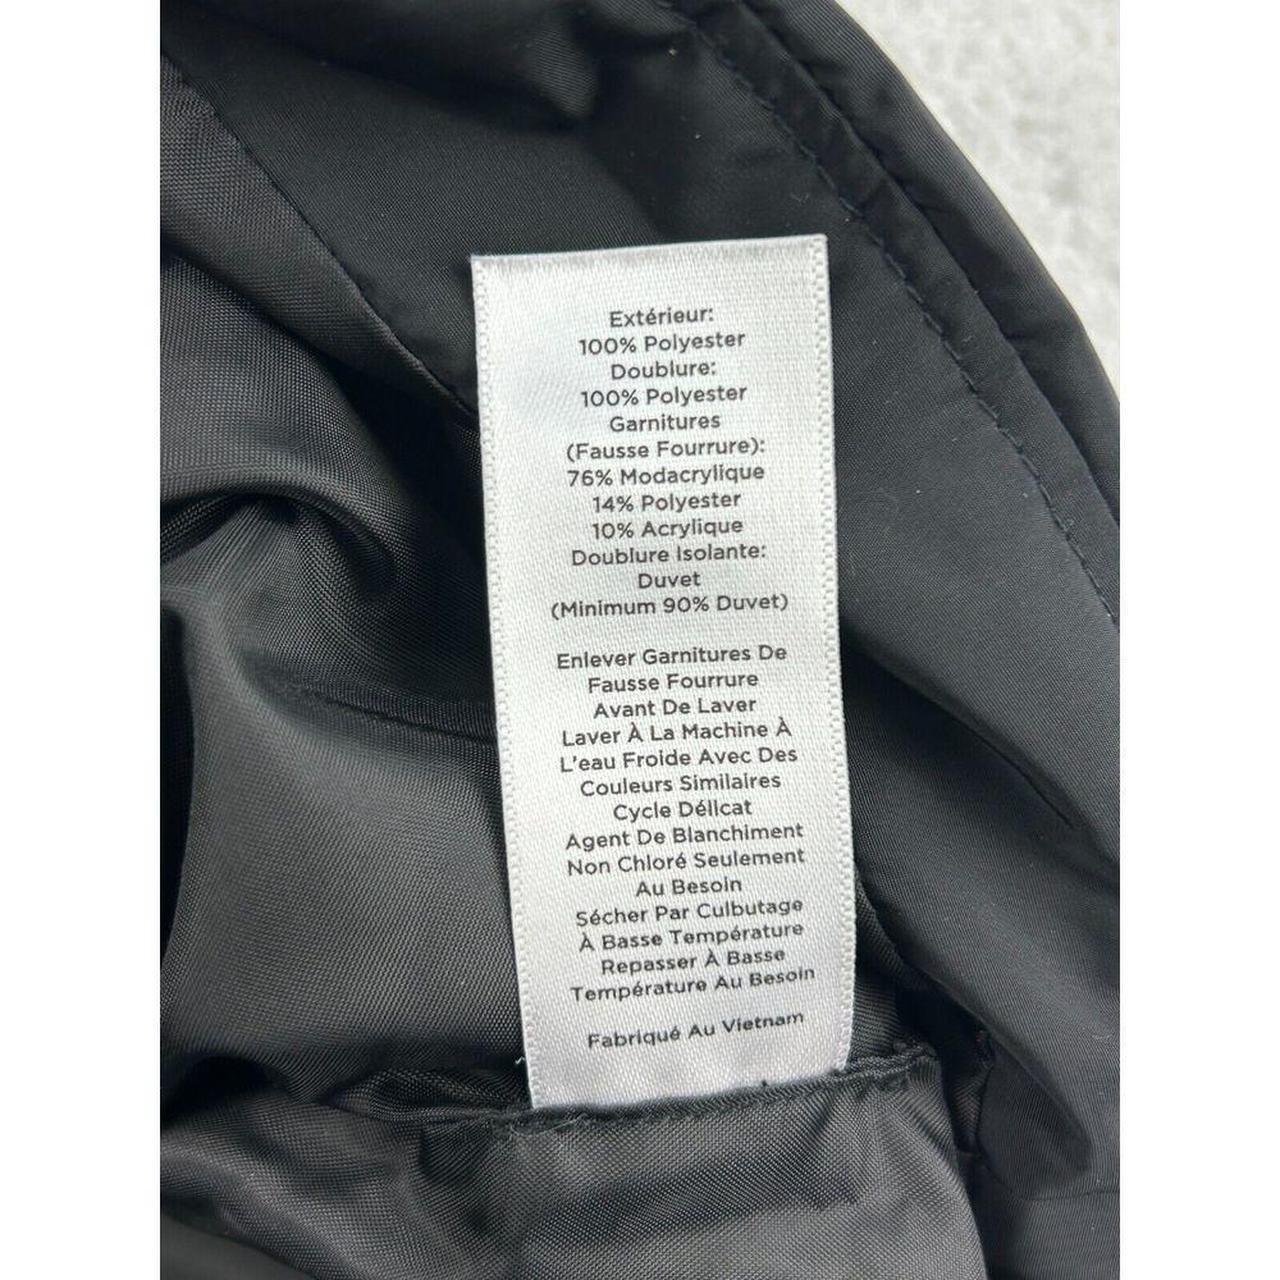 Extérieur:
100% Polyester
Doublure:
100% Polyester
Garnitures
(Fausse Fourrure):
76% Modacrylique
14% Polyester
10% Acrylique
Doublure Isolante:
Duvet
(Minimum 90% Duvet)
Enlever Garnitures De
Fausse Fourrure
Avant De Laver
Laver À La Machine À
L'eau Froide Avec Des
Couleurs Similaires
Cycle Délicat
Agent De Blanchiment
Non Chloré Seulement
Au Besoin
Sécher Par Culbutage
À Basse Température
Repasser À Basse
Température Au Besoin
Fabriqué Au Vietnam